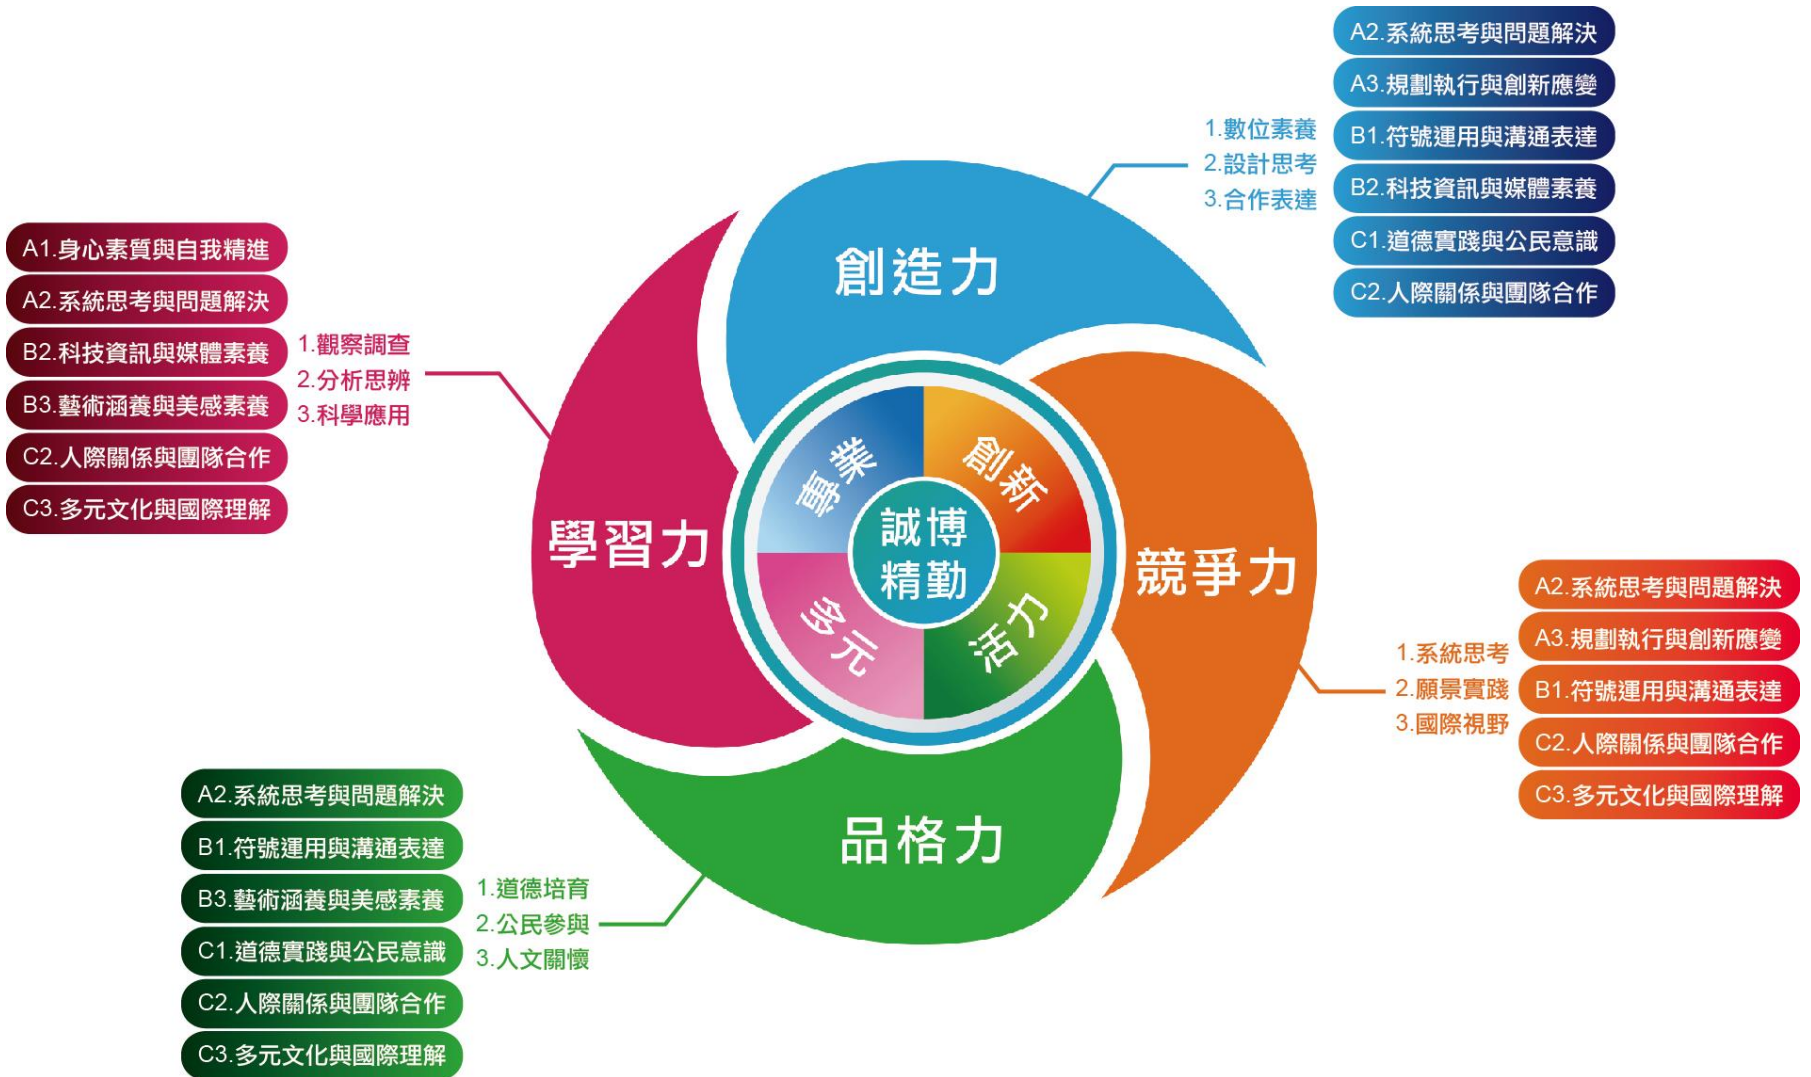 A2.系統思考與問題解決
A3.規劃執行與創新應變
B1.符號運用與溝通表達
B2.科技資訊與媒體素養
C1.道德實踐與公民意識
C2.人際關係與團隊合作
1.數位素養
2.設計思考
3.合作表達
創造力
A1.身心素質與自我精進
A2.系統思考與問題解決
B2.科技資訊與媒體素養
B3.藝術涵養與美感素養
C2.人際關係與團隊合作
C3.多元文化與國際理解
1.觀察調查
2.分析思辨
3.科學應用
學習力
專業
創新
誠博
精勤
多元
活力
競爭力
1.系統思考
2.願景實踐
3.國際視野
A2.系統思考與問題解決
A3.規劃執行與創新應變
B1.符號運用與溝通表達
C2.人際關係與團隊合作
C3.多元文化與國際理解
品格力
A2.系統思考與問題解決
B1.符號運用與溝通表達
B3.藝術涵養與美感素養
C1.道德實踐與公民意識
C2.人際關係與團隊合作
C3.多元文化與國際理解
1.道德培育
2.公民參與
3.人文關懷